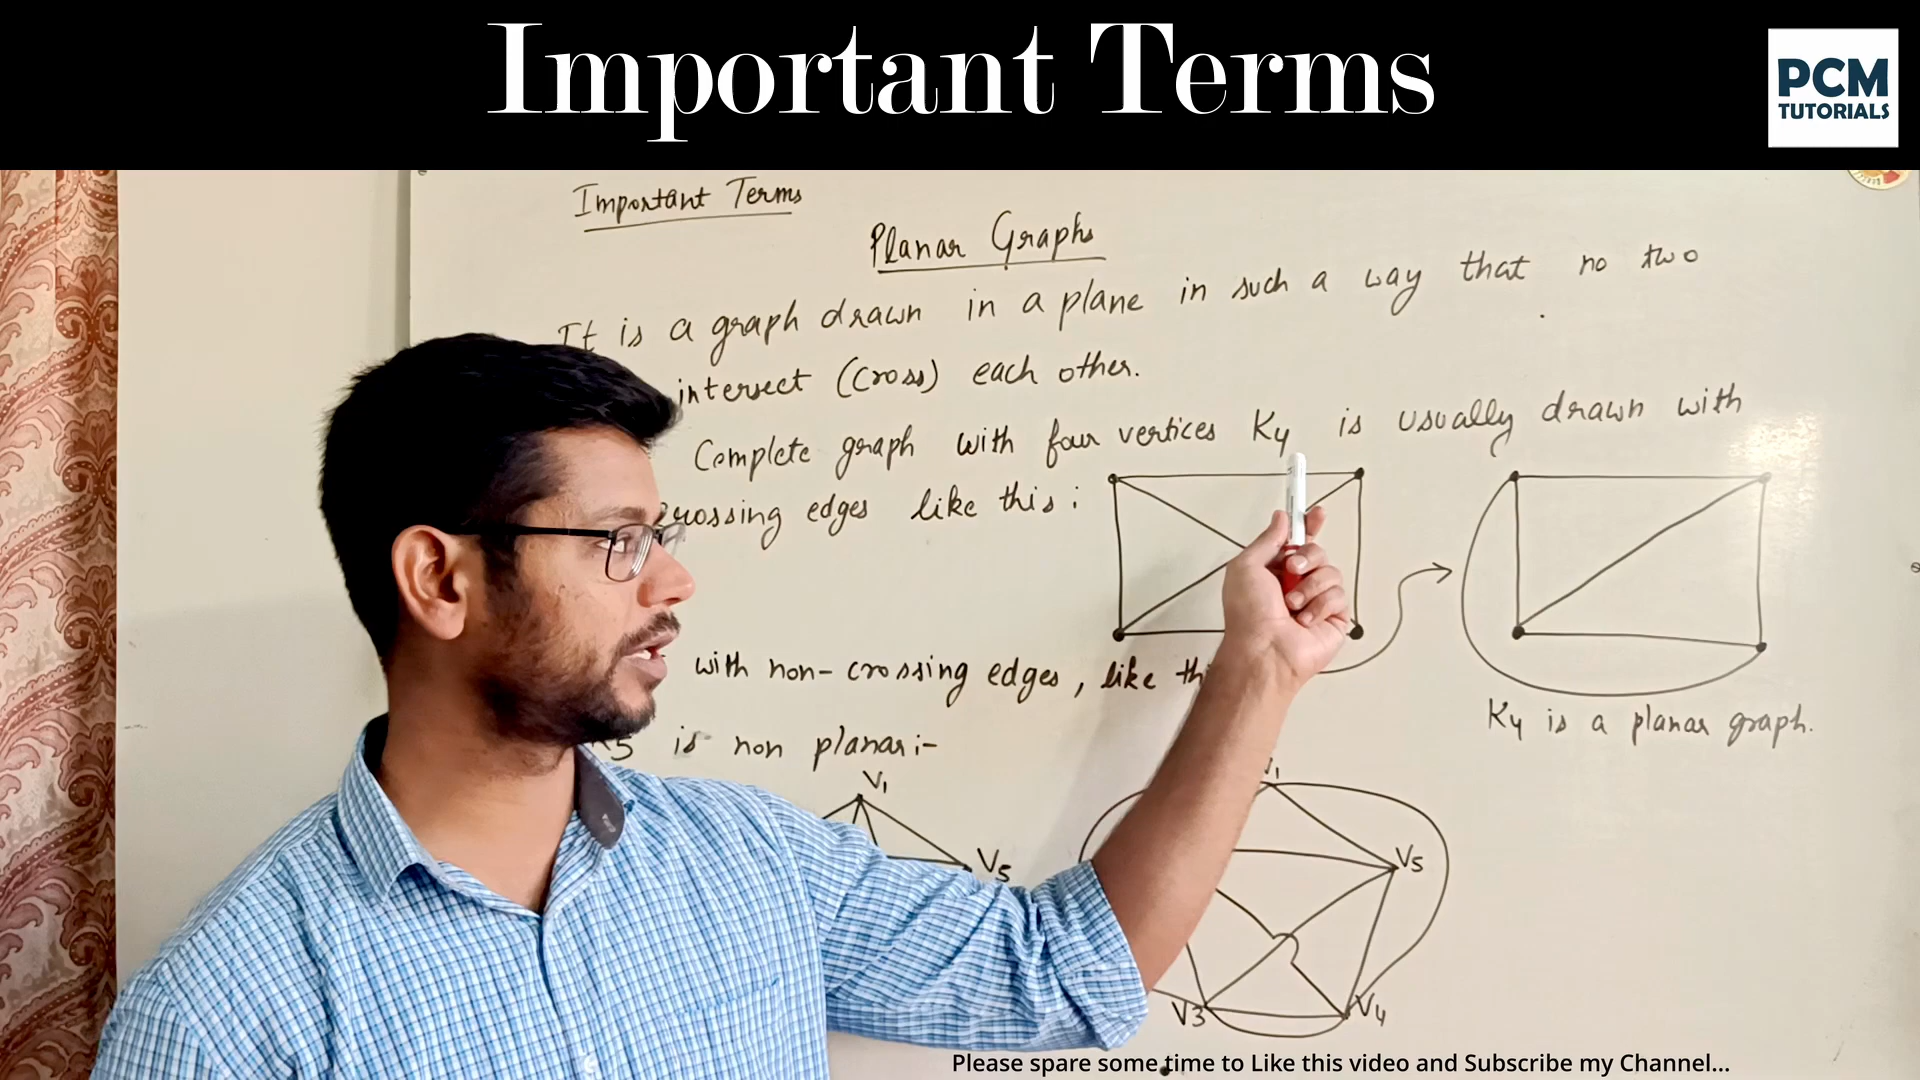 Important Terms
PCM
TUTORIALS
Important Terms
Planar Graphs
It is a graph drawn in a plane in such a way that no two
intersect (cross) each other.
Complete graph with four vertices K4 is usually drawn with
crossing edges like this :
with non-crossing edges, like
K4 is a planar graph.
K5 is non planar:-
V1
V5
V1
V5
V3
V4
Please spare some time to Like this video and Subscribe my Channel...